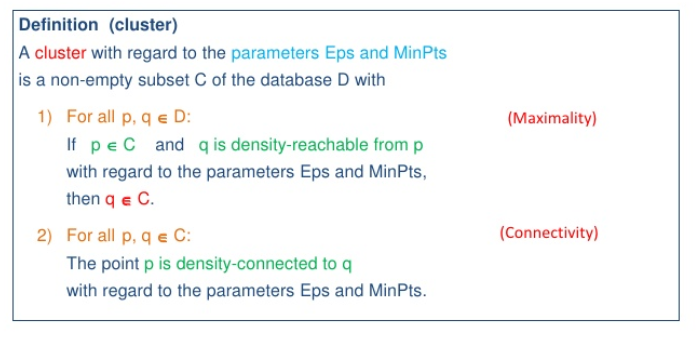 Definition (cluster)
A cluster with regard to the parameters Eps and MinPts
is a non-empty subset C of the database D with
1) For all p, q ∈ D: (Maximality)
If p ∈ C and q is density-reachable from p
with regard to the parameters Eps and MinPts,
then q ∈ C.
2) For all p, q ∈ C: (Connectivity)
The point p is density-connected to q
with regard to the parameters Eps and MinPts.